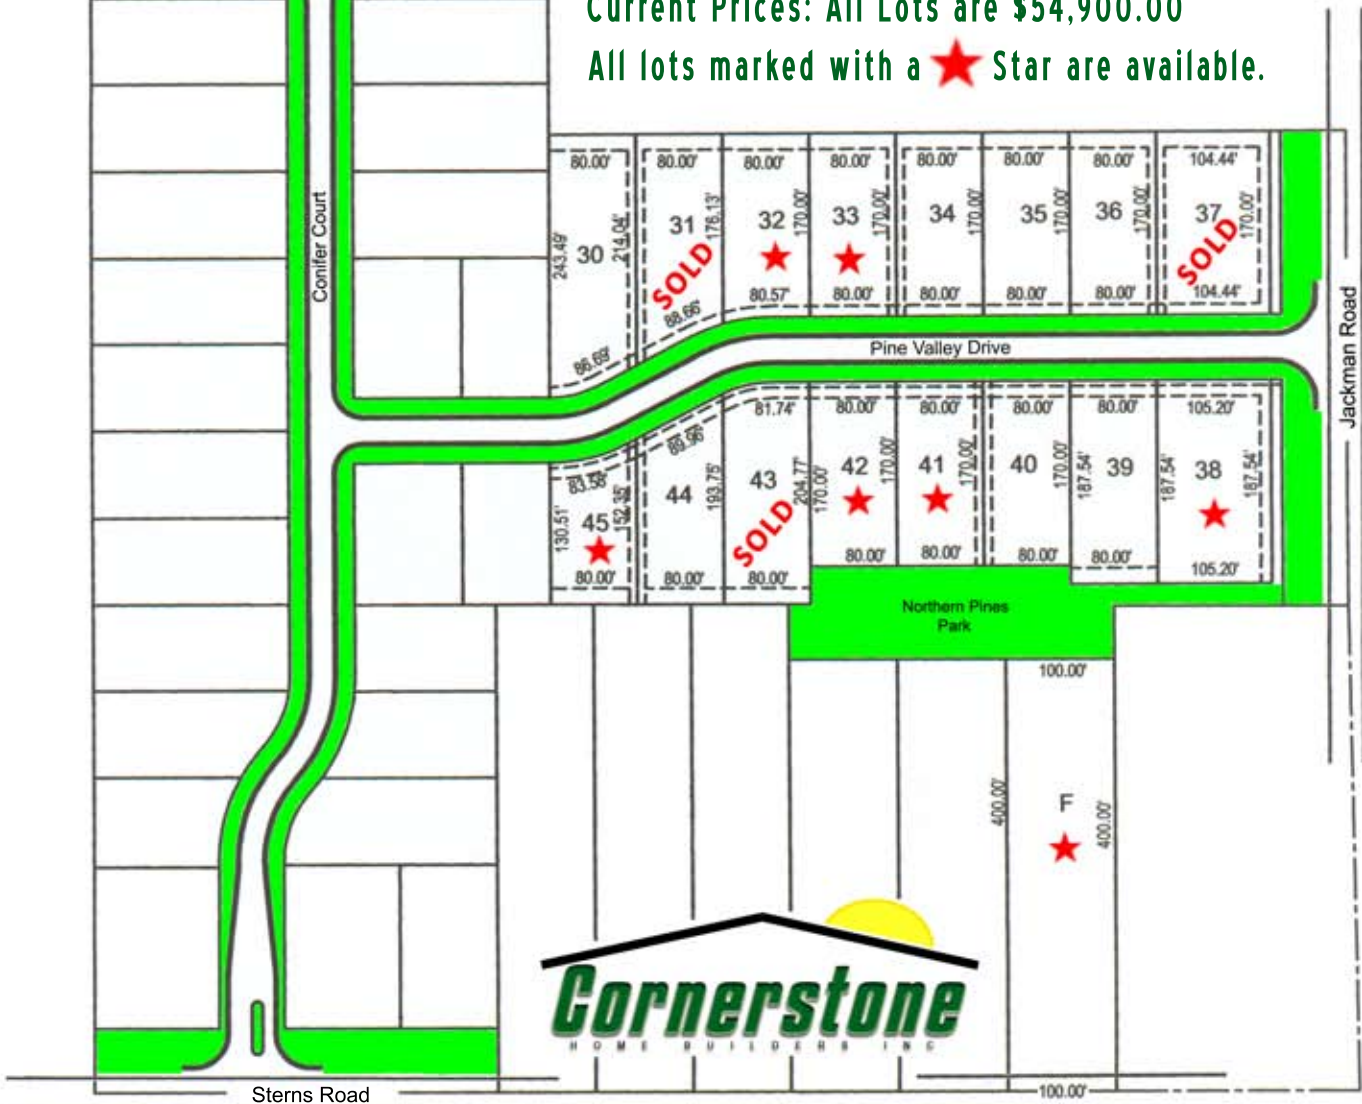 Current Prices: All Lots are $54,900.00
All lots marked with a Star are available.
80.00' 80.00' 80.00' 80.00' 80.00' 80.00' 80.00' 104.44'
243.49' 30 214.04' 31 176.13' 32 170.00' 33 170.00' 34 170.00' 35 170.00' 36 170.00' 37 170.00'
SOLD SOLD
86.69' 88.66' 80.57' 80.00' 80.00' 80.00' 80.00' 104.44'
Conifer Court
Pine Valley Drive
Jackman Road
83.58' 89.96' 81.74' 80.00' 80.00' 80.00' 80.00' 105.20'
130.51' 45 152.35' 44 193.75' 43 204.77' 170.00' 42 170.00' 41 170.00' 40 170.00' 187.54' 39 187.54' 38 187.54'
SOLD
80.00' 80.00' 80.00' 80.00' 80.00' 80.00' 80.00' 105.20'
Northern Pines
Park
100.00'
400.00' F 400.00'
Cornerstone
HOME BUILDERS INC
100.00'
Sterns Road